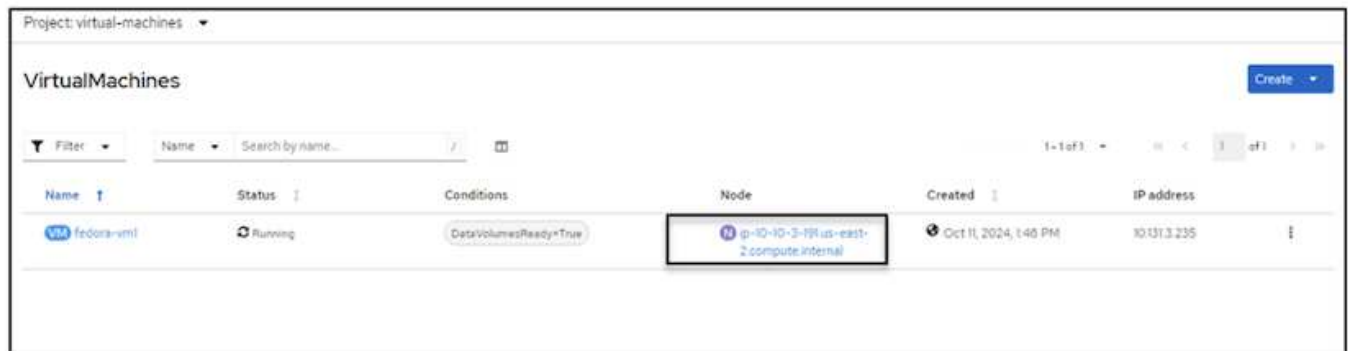 Project: virtual-machines
VirtualMachines
Create
Filter
Name
Search by name...
/
1-1 of 1
1 of 1
Name
Status
Conditions
Node
Created
IP address
VM fedora-vm1
Running
DataVolumesReady=True
N ip-10-10-3-191.us-east-
2.compute.internal
Oct 11, 2024, 1:46 PM
10.131.3.235